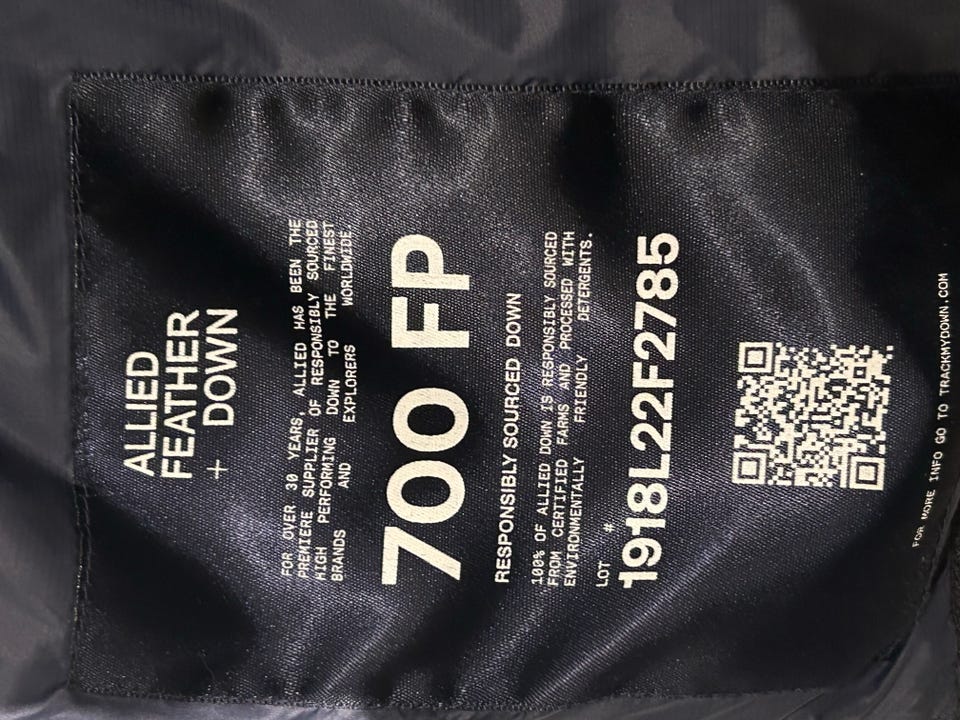 ALLIED
FEATHER
+ DOWN
FOR OVER 30 YEARS, ALLIED HAS BEEN THE
PREMIERE SUPPLIER OF RESPONSIBLY SOURCED
HIGH PERFORMING DOWN TO THE FINEST
BRANDS AND EXPLORERS WORLDWIDE.
700 FP
RESPONSIBLY SOURCED DOWN
100% OF ALLIED DOWN IS RESPONSIBLY SOURCED
FROM CERTIFIED FARMS AND PROCESSED WITH
ENVIRONMENTALLY FRIENDLY DETERGENTS.
LOT #
1918L22F2785
FOR MORE INFO GO TO TRACKMYDOWN.COM